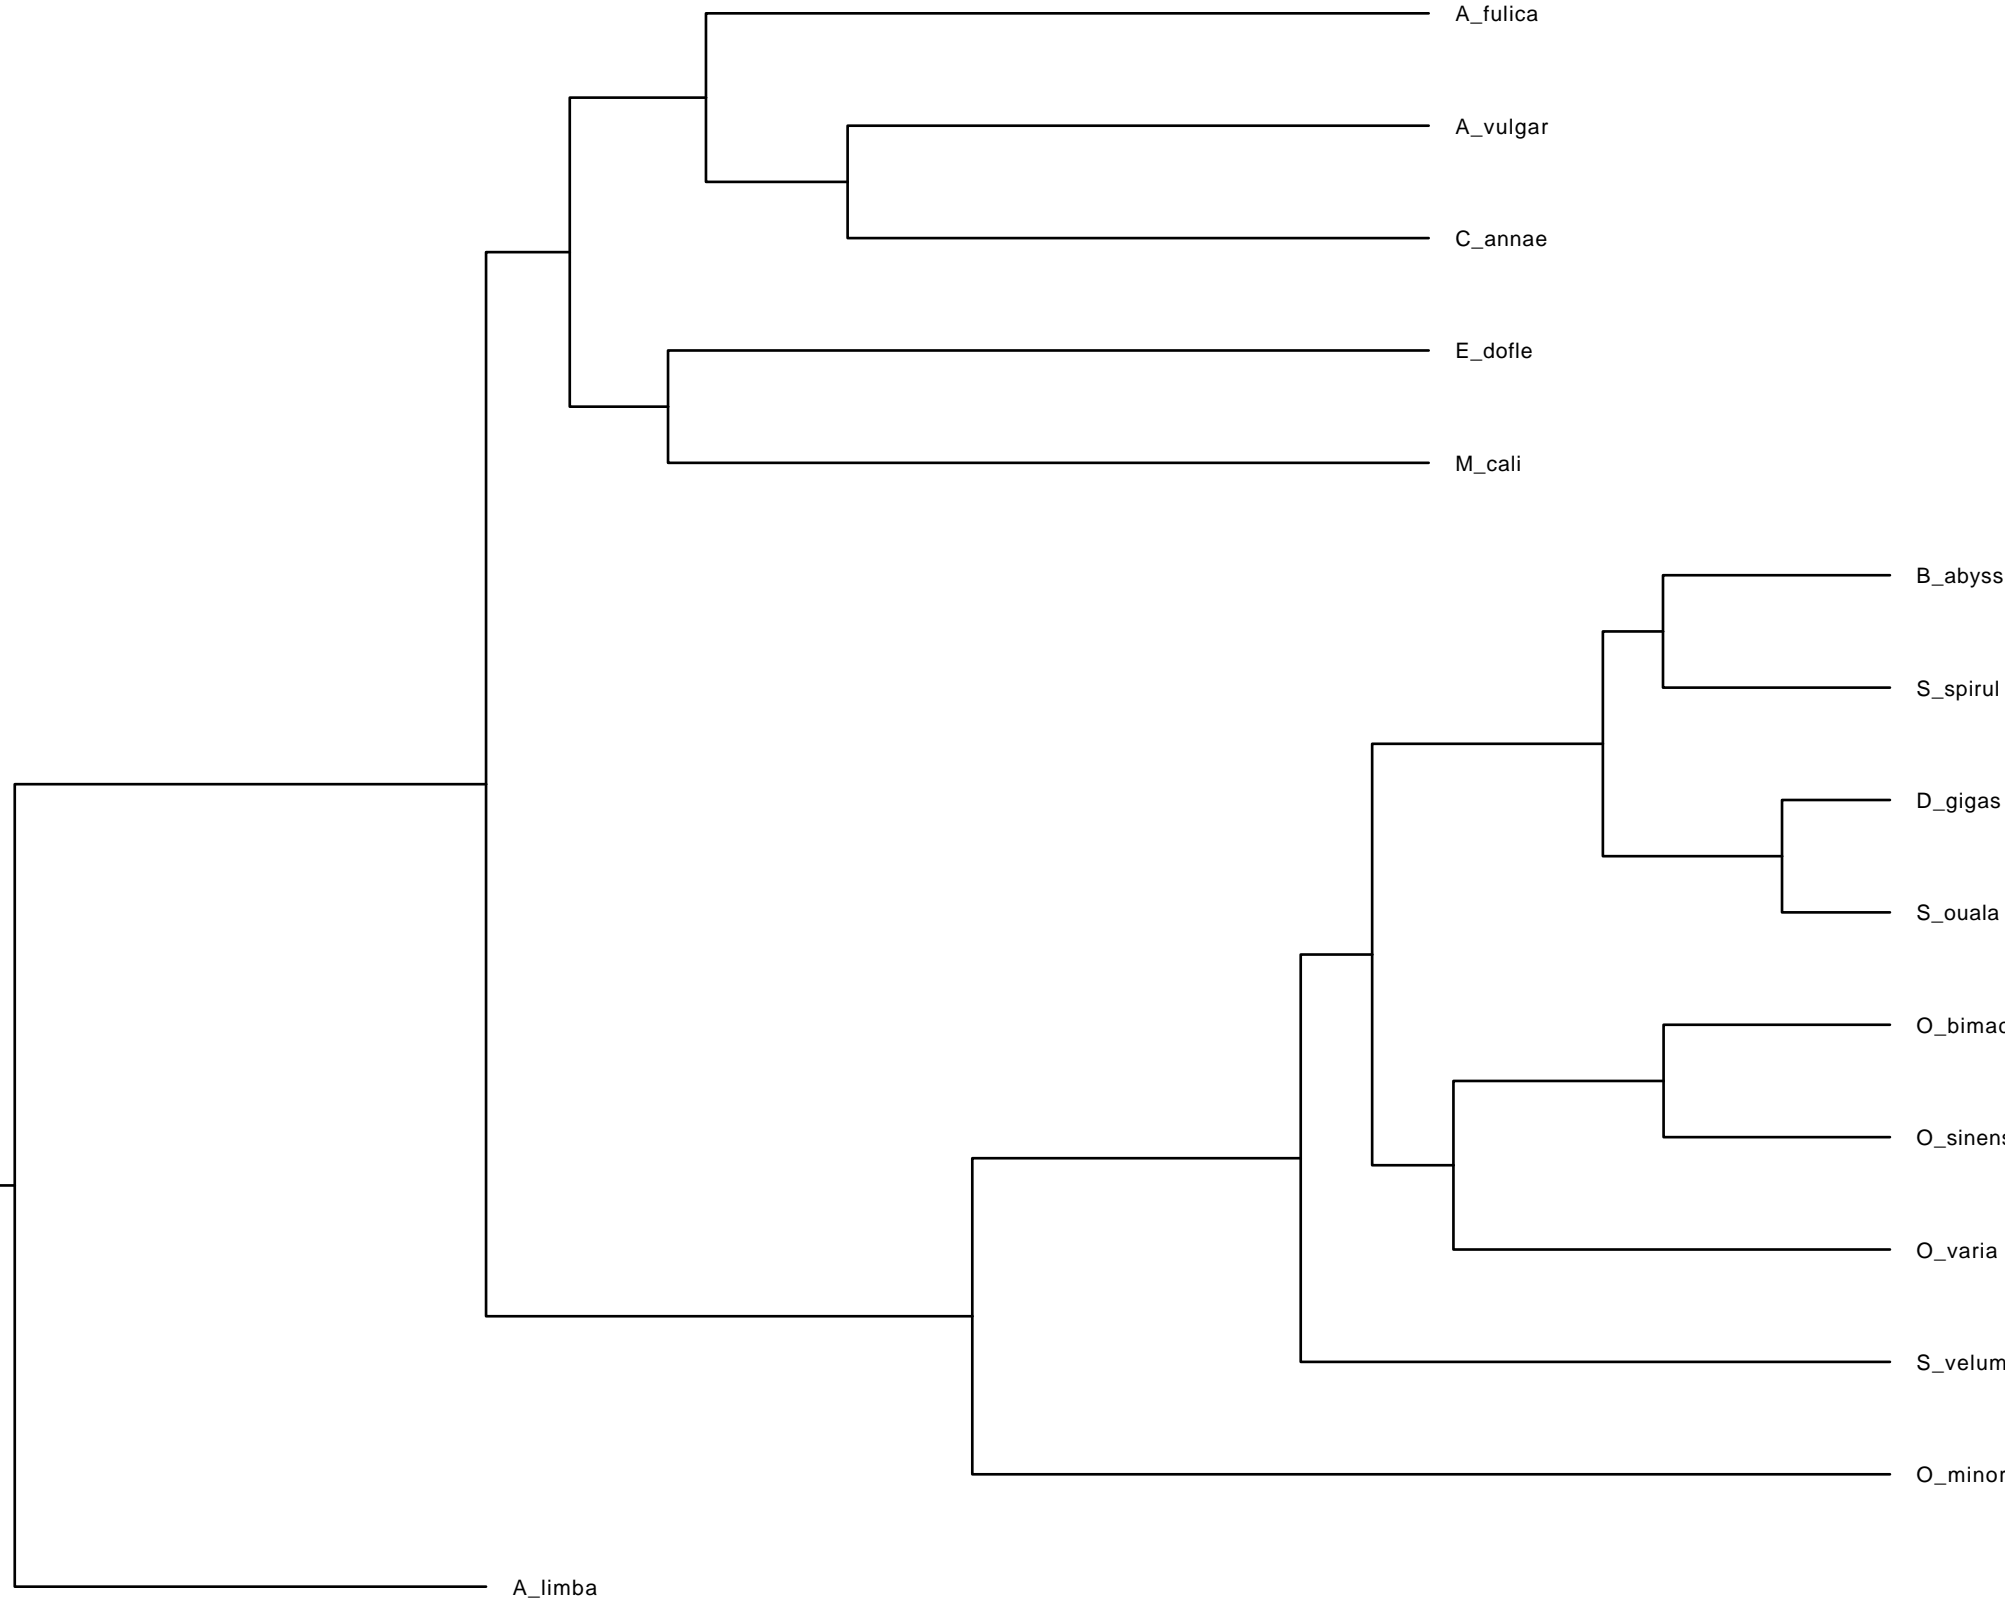 A_fulica
A_vulgar
C_annae
E_dofle
M_cali
B_abyss
S_spirul
D_gigas
S_ouala
O_bimac
O_sinens
O_varia
S_velum
O_minor
A_limba